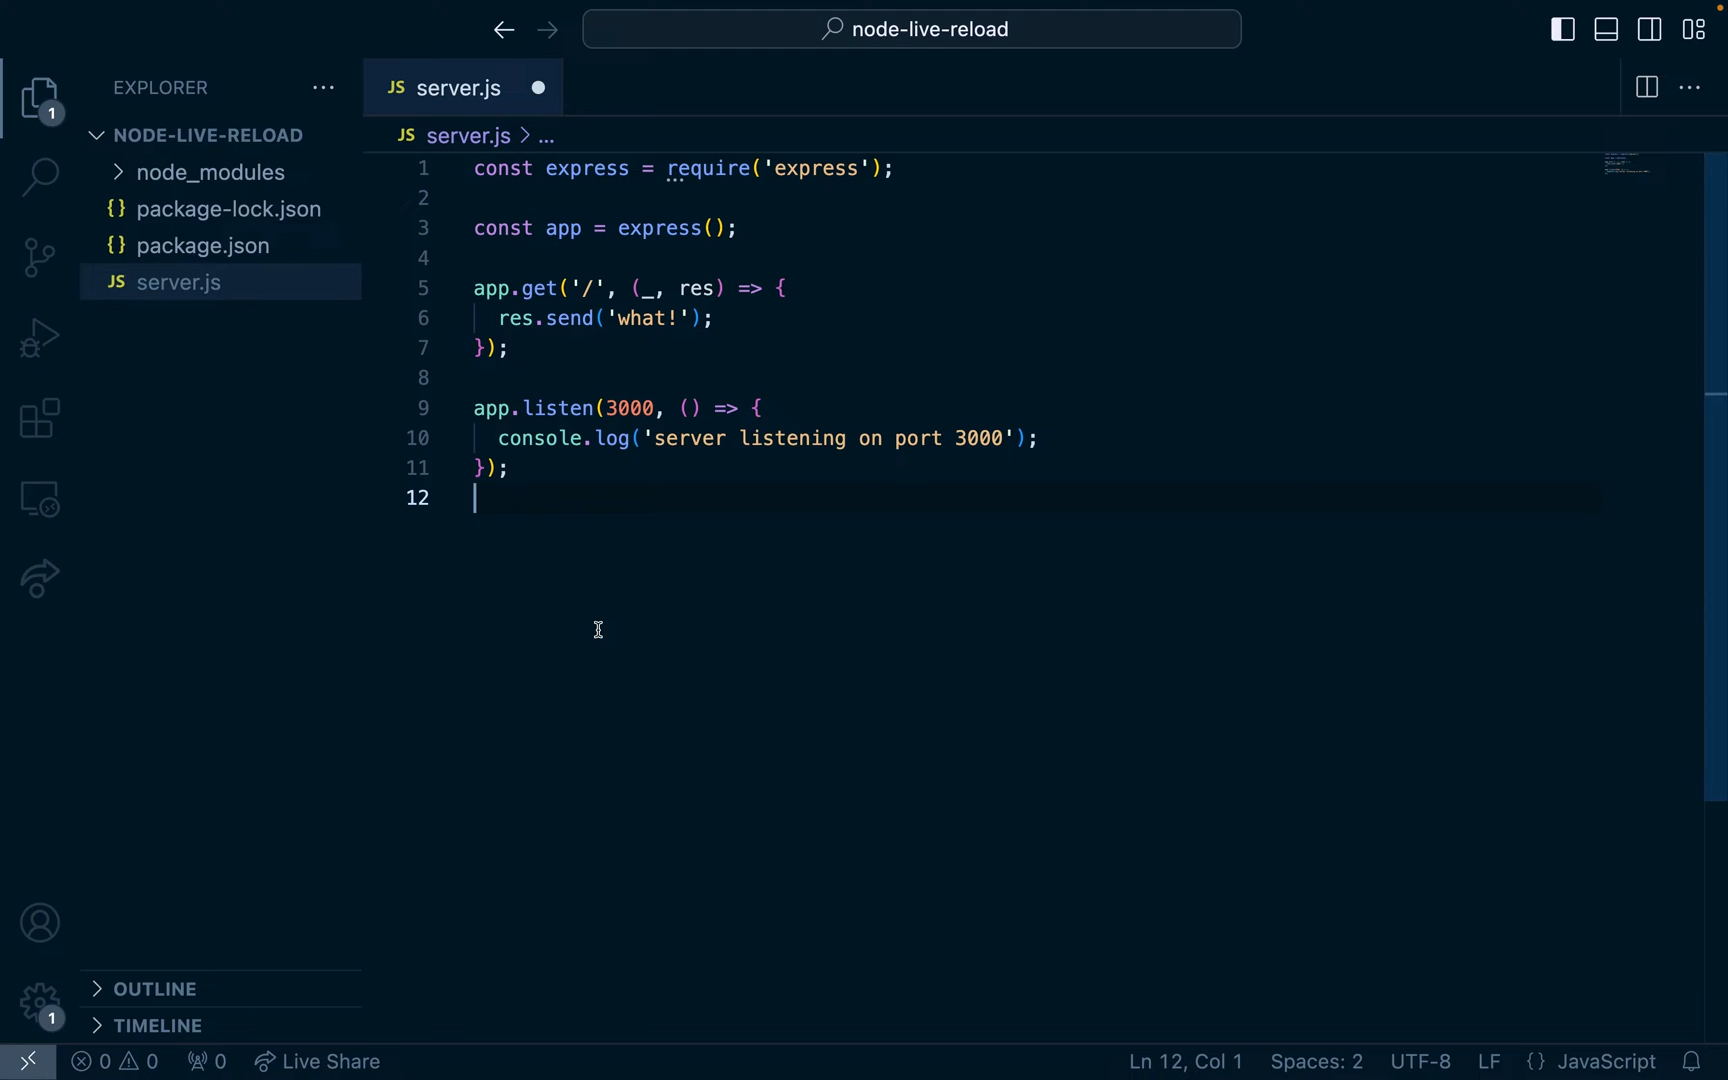 node-live-reload
EXPLORER ...
JS server.js
1
NODE-LIVE-RELOAD
JS server.js > ...
node_modules
{} package-lock.json
{} package.json
JS server.js
1 const express = require('express');
2
3 const app = express();
4
5 app.get('/', (_, res) => {
6 res.send('what!');
7 });
8
9 app.listen(3000, () => {
10 console.log('server listening on port 3000');
11 });
12
OUTLINE
1
TIMELINE
0 0 0 Live Share Ln 12, Col 1 Spaces: 2 UTF-8 LF {} JavaScript